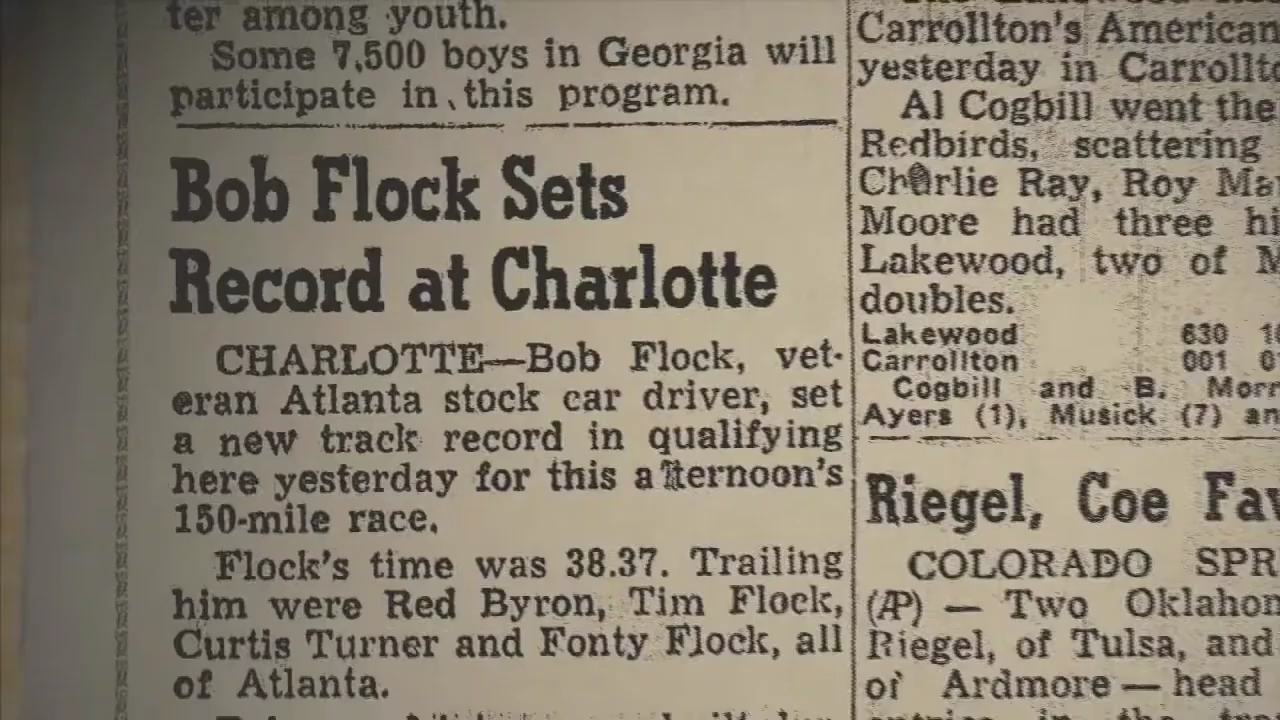 ter among youth.
Some 7,500 boys in Georgia will
participate in this program.
Bob Flock Sets
Record at Charlotte
CHARLOTTE—Bob Flock, vet-
eran Atlanta stock car driver, set
a new track record in qualifying
here yesterday for this afternoon's
150-mile race.
Flock's time was 38.37. Trailing
him were Red Byron, Tim Flock,
Curtis Turner and Fonty Flock, all
of Atlanta.
Carrollton's American
yesterday in
Al Cogbill went the
Redbirds, scattering
Charlie Ray, Roy
Moore had three
Lakewood, two of
doubles.
Lakewood 630
Carrollton 001
Cogbill and B.
Ayers (1), Musick (7)
Riegel, Coe
COLORADO
(AP) — Two
Riegel, of Tulsa, and
of Ardmore — head